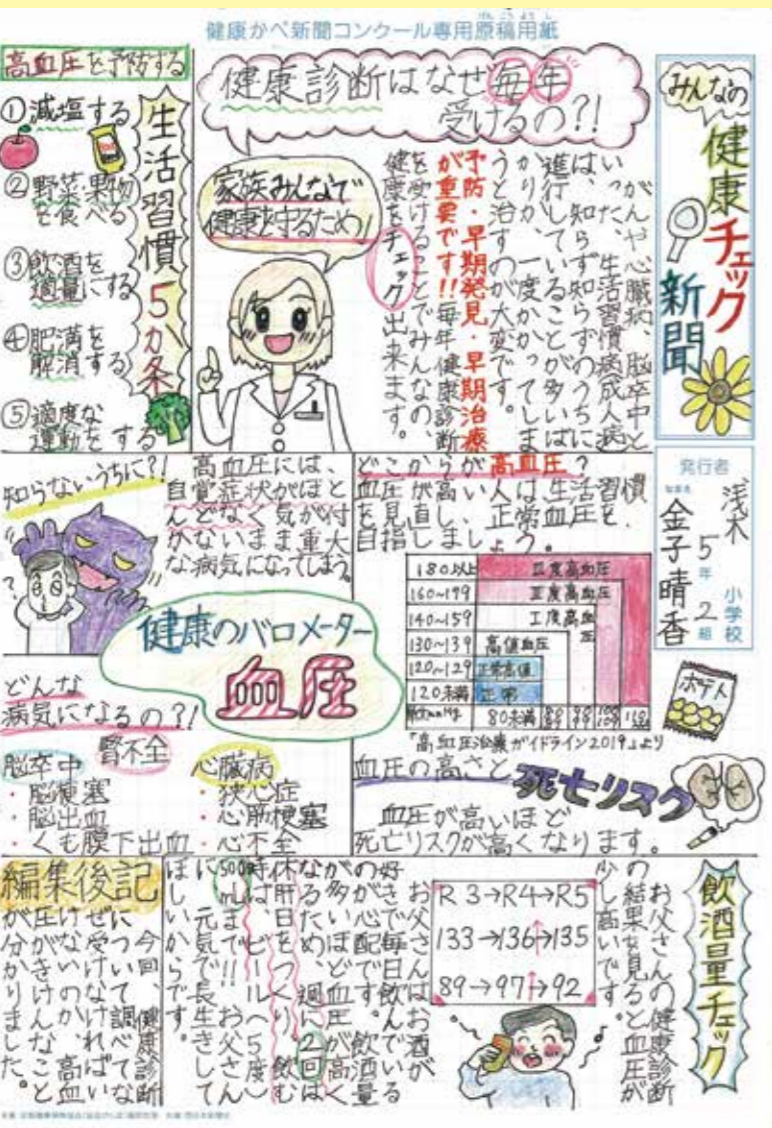 健康かべ新聞コンクール専用原稿用紙
みんなの
健康チェック
新聞
発行者
浅木
小学校
5年2組
金子晴香
健康診断はなぜ毎年
受けるの?!
家族みんなで
健康を守るため!
がんや心臓病、脳卒中と
いった、生活習慣病(成人病)
は、知らず知らずのうちに
進行していることが多いば
かりか、一度かかってしま
うと治すのが大変です。
予防・早期発見・早期治療
が重要です!!毎年健康診断
を受けることでみんなの、
健康をチェック出来ます。
高血圧を予防する
生活習慣5か条
①減塩する
②野菜果物
を食べる
③飲酒を
適量にする
④肥満を
解消する
⑤適度な
運動をする
知らないうちに?!
高血圧には、
自覚症状がほと
んどなく気が付
かないまま重大
な病気になってしまう。
どこからが高血圧?
血圧が高い人は、生活習慣
を見直し、正常血圧を
目指しましょう。
180以上 Ⅲ度高血圧
160~179 Ⅱ度高血圧
140~159 Ⅰ度高血圧
130~139 高値血圧
120~129 正常高値
120未満 正常
80未満
「高血圧治療ガイドライン2019」より
健康のバロメーター
血圧
どんな
病気になるの?!
腎不全
脳卒中
・脳梗塞
・脳出血
・くも膜下出血
心臓病
・狭心症
・心筋梗塞
・心不全
血圧の高さと死亡リスク
血圧が高いほど
死亡リスクが高くなります。
ポテト
飲酒量チェック
お父さんの健康診断
の結果を見ると血圧が
少し高いです。
R3→R4→R5
133→136→135
89→97→92
お父さんはお酒が
好きで毎日飲んでいる
のが心配です。飲酒量
が多いほど血圧が高く
なるため、週に2回は
休肝日をつくり、飲む
時は、ビール(5度)
500mLまで!!お父さん
に元気で長生きして
ほしいからです。
編集後記
今回、健康診断
について調べてな
ぜ受けなければい
けないのか、高血
圧がきけんなこと
が分かりました。